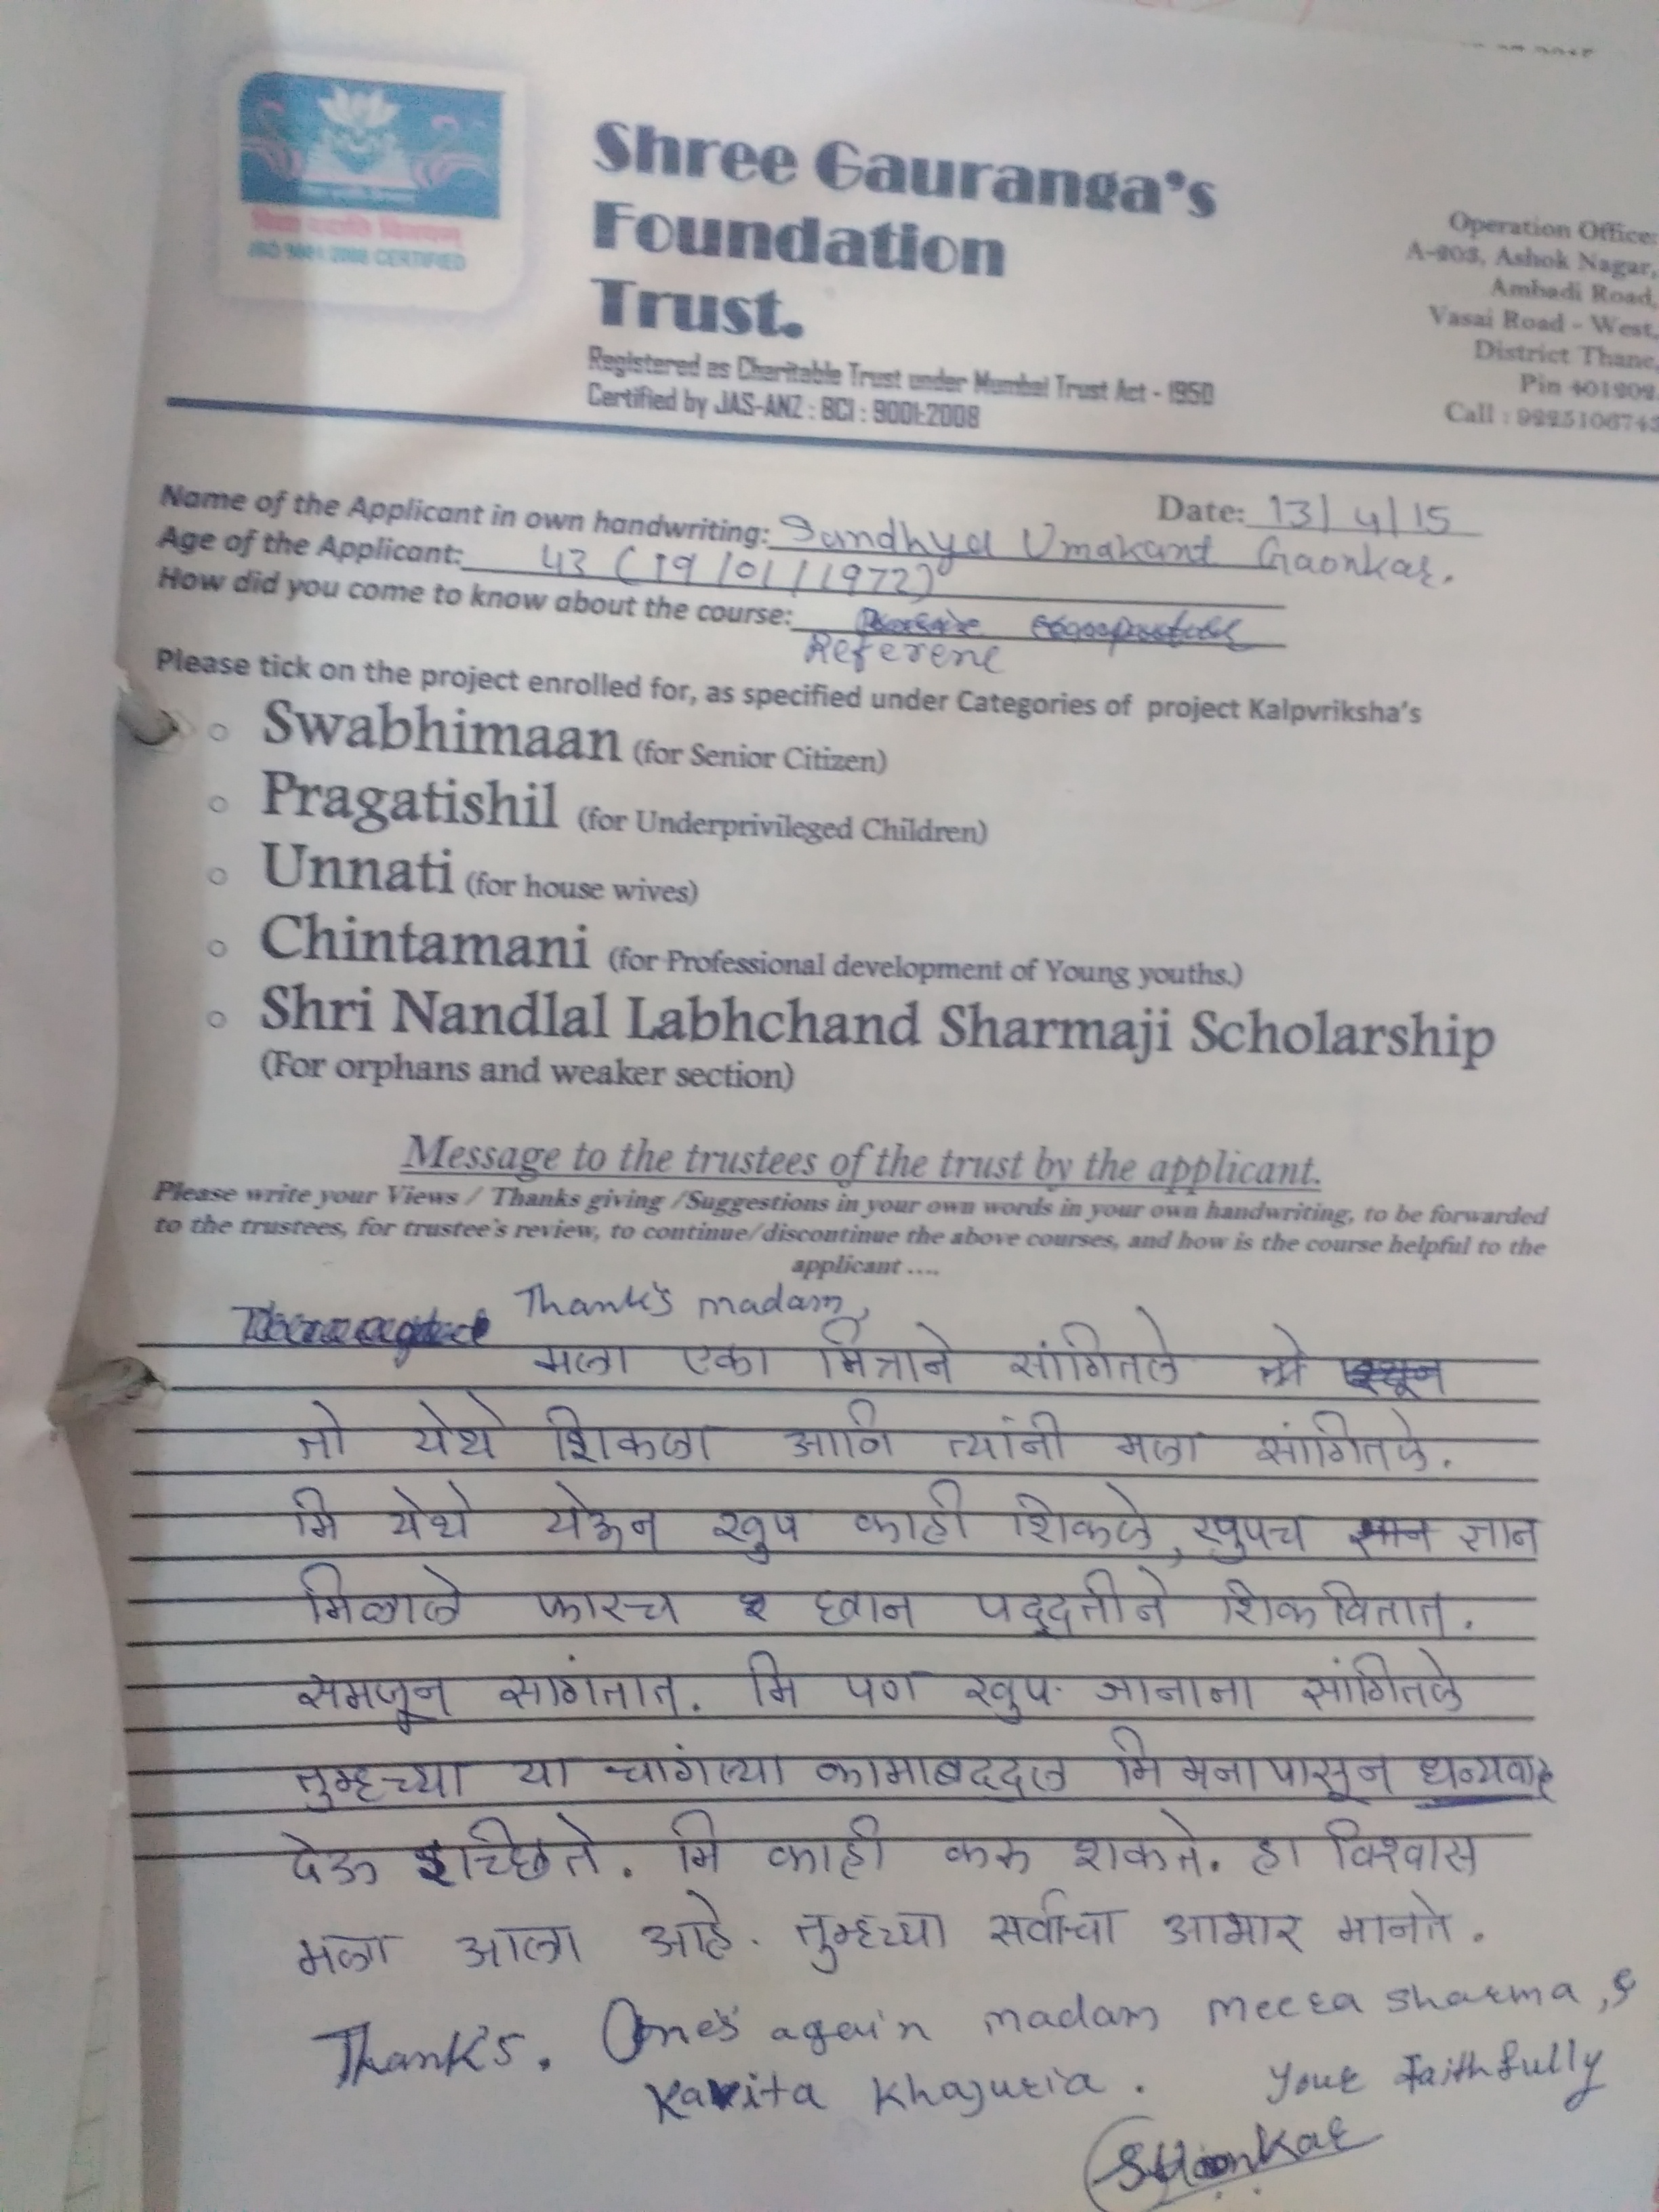 विद्या ददाति विनयम्
ISO 9001:2008 CERTIFIED
Shree Gauranga's
Foundation
Trust.
Registered as Charitable Trust under Mumbai Trust Act - 1950
Certified by JAS-ANZ : BCI : 9001:2008
Operation Office:
Ashok Nagar,
Ambadi Road,
Vasai Road - West,
District Thane,
Pin
Call :
Date: 13/4/15
Name of the Applicant in own handwriting: Sandhya Umakant Gaonkar.
Age of the Applicant: 43 (19/01/1972)
How did you come to know about the course:
Referene
Please tick on the project enrolled for, as specified under Categories of project Kalpvriksha's
Swabhimaan (for Senior Citizen)
Pragatishil (for Underprivileged Children)
Unnati (for house wives)
Chintamani (for Professional development of Young youths.)
Shri Nandlal Labhchand Sharmaji Scholarship
(For orphans and weaker section)
Message to the trustees of the trust by the applicant.
Please write your Views / Thanks giving /Suggestions in your own words in your own handwriting, to be forwarded
to the trustees, for trustee's review, to continue/discontinue the above courses, and how is the course helpful to the
applicant ....
Thank's madam,
मला एका मित्राने सांगितले
तो येथे शिकला आणि त्यांनी मला सांगितले.
मि येथे येऊन खुप काही शिकले, खुपच ज्ञान
मिळाले फारच छान पद्दतीने शिकवितात.
समजून सागंतात. मि पण खुप जानाना सांगितले
तुम्हच्या या चागंल्या कामाबद्दल मि मनापासून धन्यवाद
देऊ इच्छिते. मि काही करू शकते. हा विश्वास
मला आला आहे. तुम्हच्या सर्वाचा आभार मानते.
Thank's. Ones again madam Meera Sharma, &
Kavita Khajuria. Your Faithfully